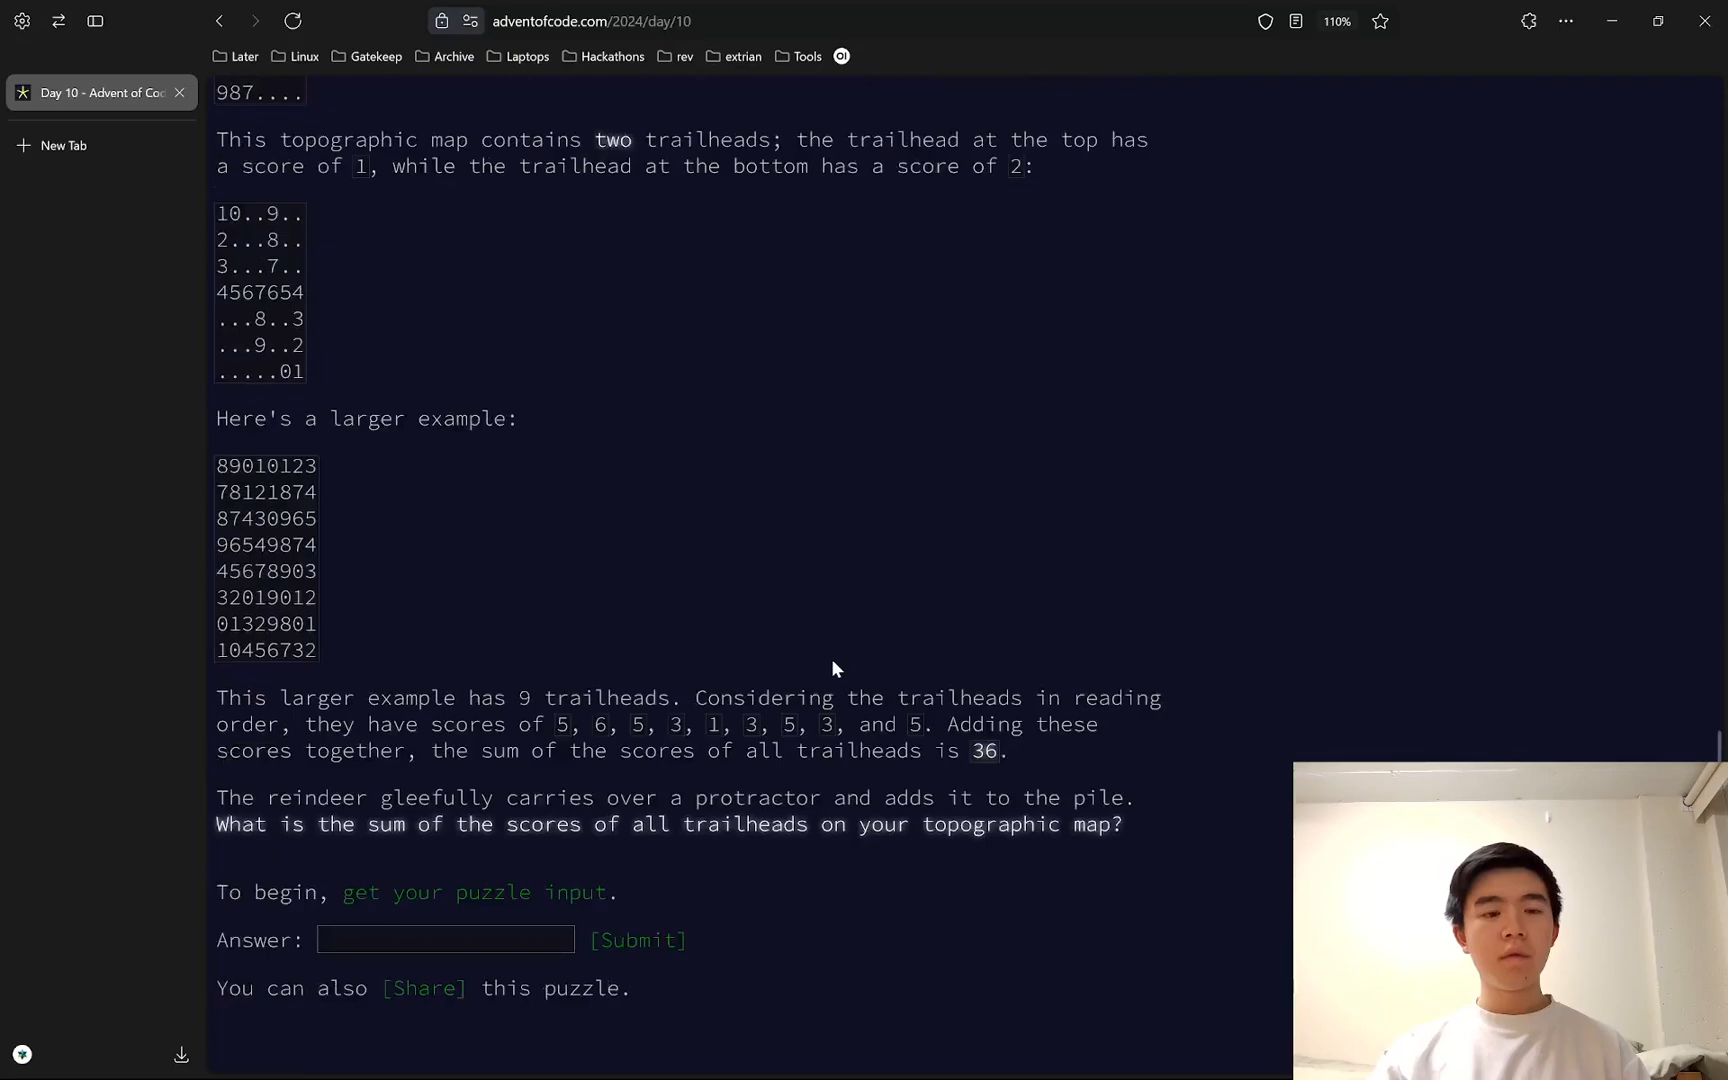 adventofcode.com/2024/day/10
110%
Later
Linux
Gatekeep
Archive
Laptops
Hackathons
rev
extrian
Tools
Day 10 - Advent of Coc
New Tab
987....
This topographic map contains two trailheads; the trailhead at the top has
a score of 1, while the trailhead at the bottom has a score of 2:
10..9..
2...8..
3...7..
4567654
...8..3
...9..2
.....01
Here's a larger example:
89010123
78121874
87430965
96549874
45678903
32019012
01329801
10456732
This larger example has 9 trailheads. Considering the trailheads in reading
order, they have scores of 5, 6, 5, 3, 1, 3, 5, 3, and 5. Adding these
scores together, the sum of the scores of all trailheads is 36.
The reindeer gleefully carries over a protractor and adds it to the pile.
What is the sum of the scores of all trailheads on your topographic map?
To begin, get your puzzle input.
Answer: [Submit]
You can also [Share] this puzzle.